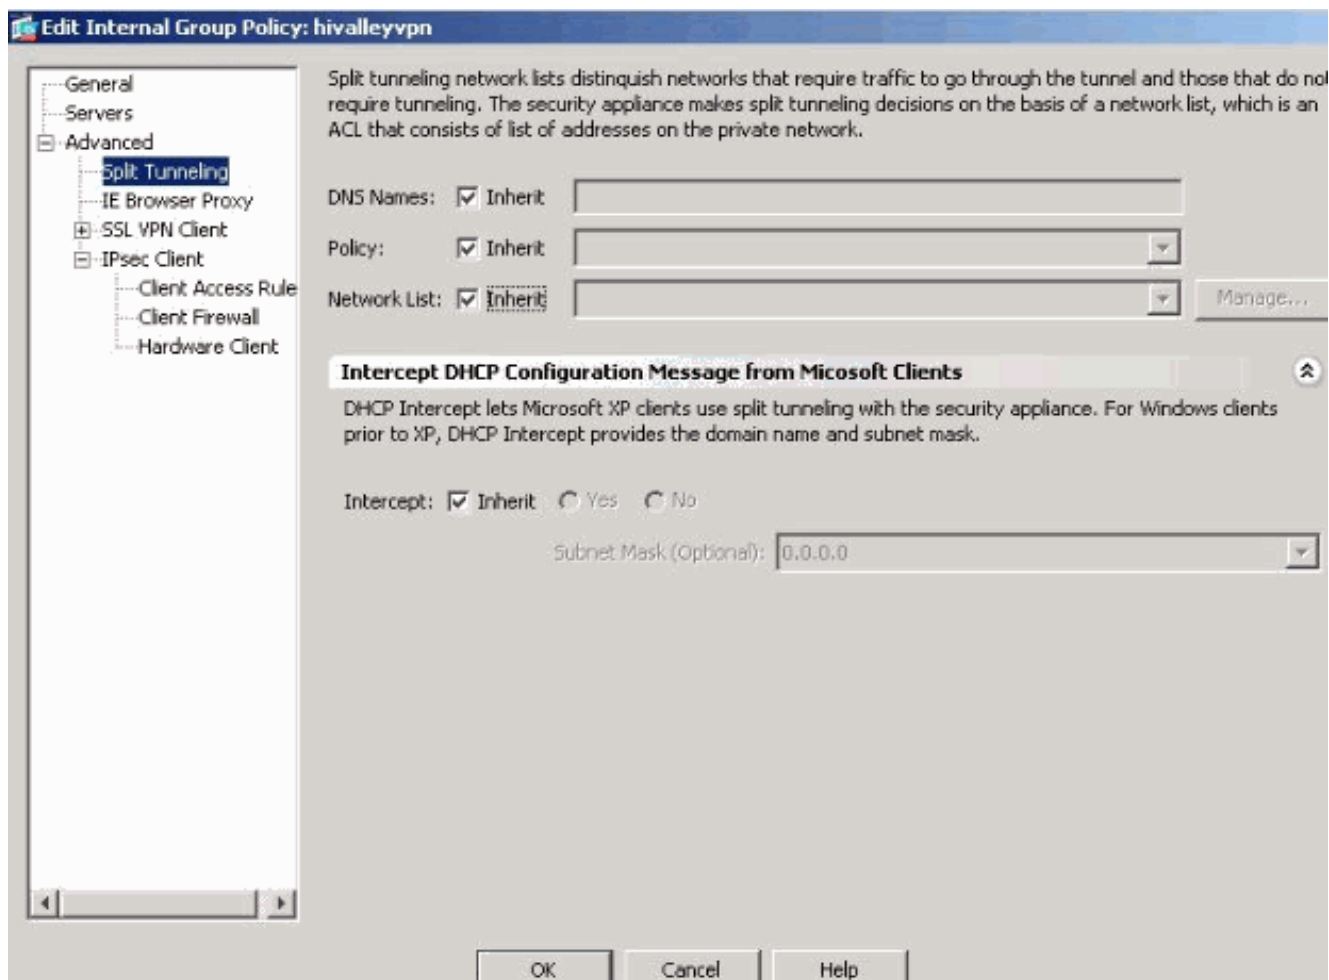 Edit Internal Group Policy: hivalleyvpn
General
Servers
Advanced
Split Tunneling
IE Browser Proxy
SSL VPN Client
IPsec Client
Client Access Rule
Client Firewall
Hardware Client
Split tunneling network lists distinquish networks that require traffic to go through the tunnel and those that do not
require tunneling. The security appliance makes split tunneling decisions on the basis of a network list, which is an
ACL that consists of list of addresses on the private network.
DNS Names: Inherit
Policy: Inherit
Network List: Inherit Manage...
Intercept DHCP Configuration Message from Micosoft Clients
DHCP Intercept lets Microsoft XP clients use split tunneling with the security appliance. For Windows clients
prior to XP, DHCP Intercept provides the domain name and subnet mask.
Intercept: Inherit Yes No
Subnet Mask (Optional): 0.0.0.0
OK Cancel Help